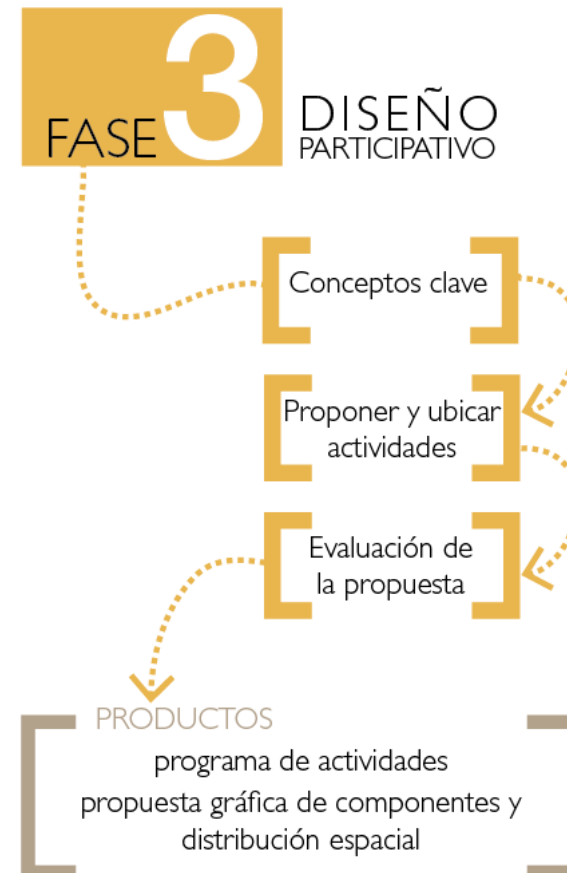 FASE 3
DISEÑO
PARTICIPATIVO
Conceptos clave
Proponer y ubicar
actividades
Evaluación de
la propuesta
PRODUCTOS
programa de actividades
propuesta gráfica de componentes y
distribución espacial